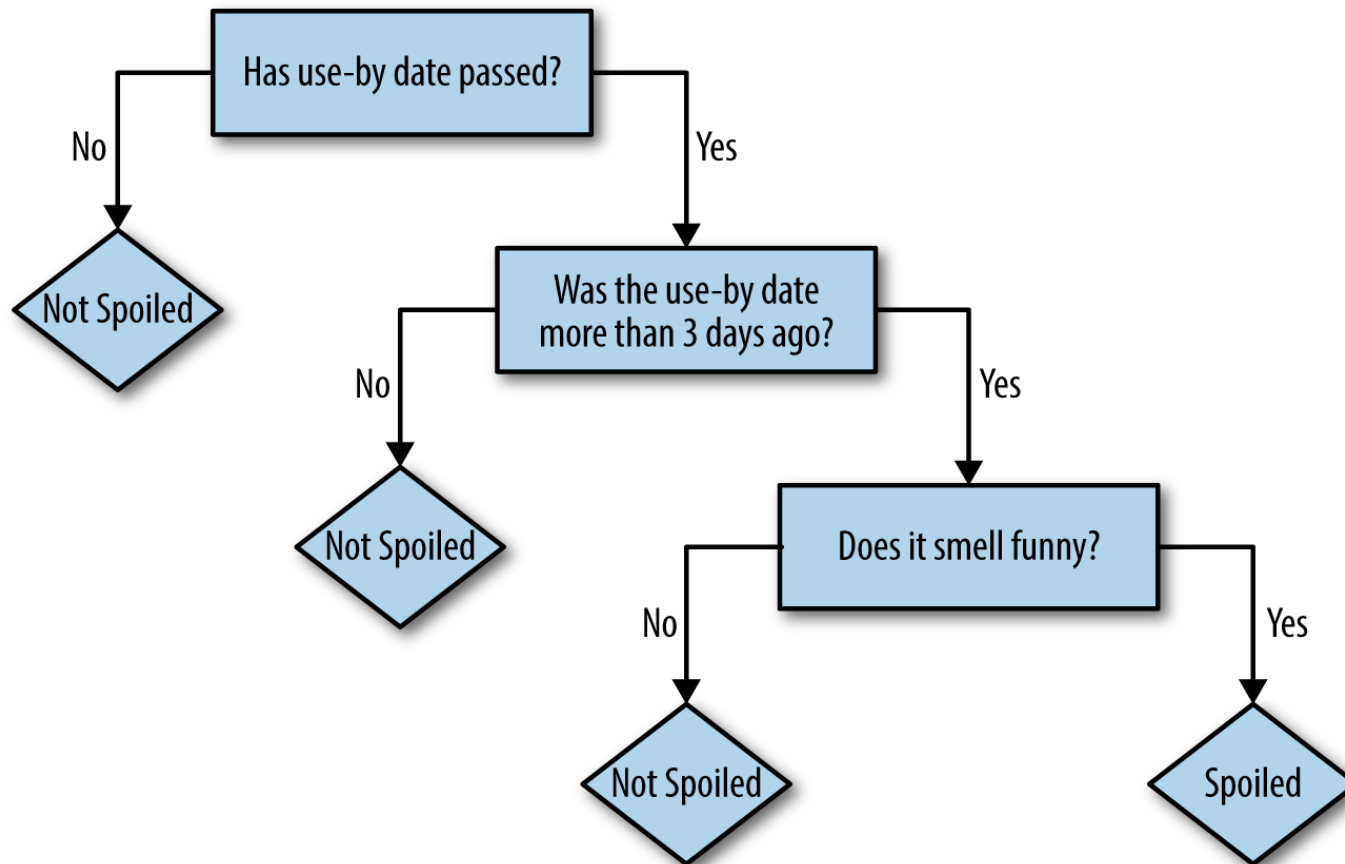 Has use-by date passed?
No
Yes
Not Spoiled
Was the use-by date
more than 3 days ago?
No
Yes
Not Spoiled
Does it smell funny?
No
Yes
Not Spoiled
Spoiled